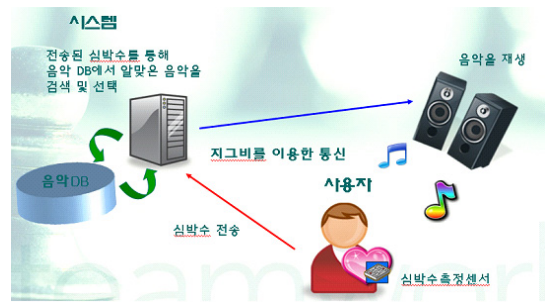 시스템
전송된 심박수를 통해
음악 DB에서 알맞은 음악을
검색 및 선택
음악을 재생
지그비를 이용한 통신
음악DB
사용자
심박수 전송
심박수측정센서